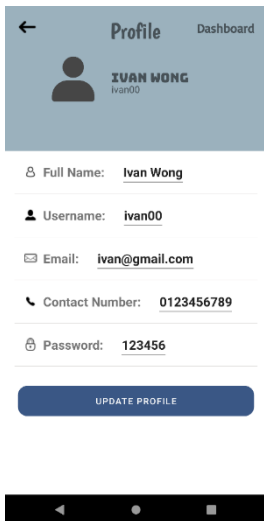 Profile Dashboard
IVAN WONG
ivan00
Full Name: Ivan Wong
Username: ivan00
Email: ivan@gmail.com
Contact Number: 0123456789
Password: 123456
UPDATE PROFILE